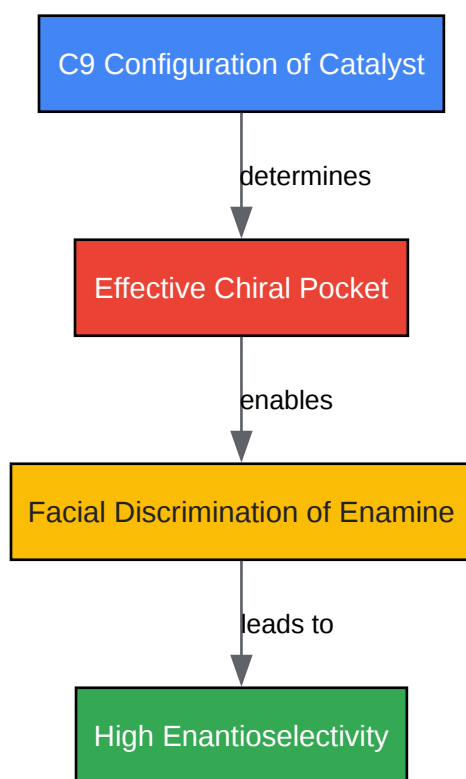 C9 Configuration of Catalyst
determines
Effective Chiral Pocket
enables
Facial Discrimination of Enamine
leads to
High Enantioselectivity